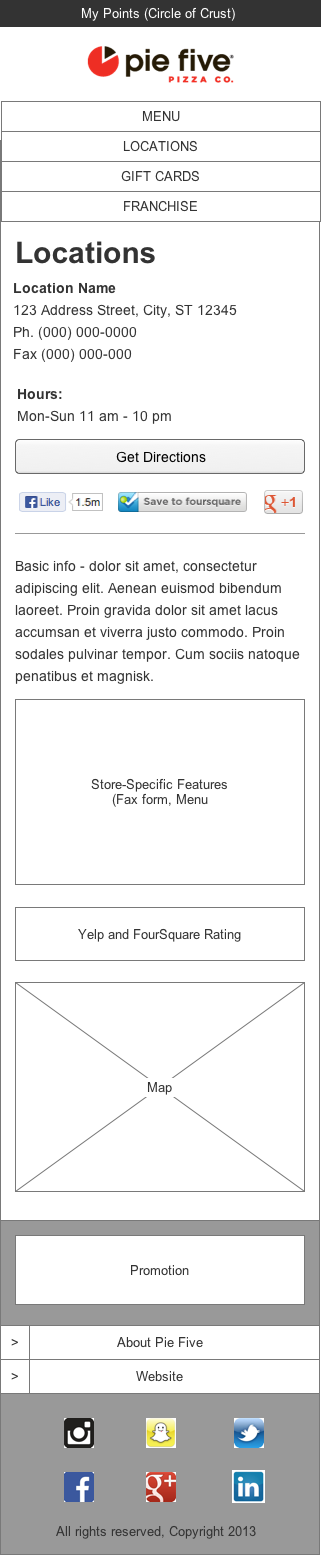 My Points (Circle of Crust)
pie five
PIZZA CO.
MENU
LOCATIONS
GIFT CARDS
FRANCHISE
Locations
Location Name
123 Address Street, City, ST 12345
Ph. (000) 000-0000
Fax (000) 000-000
Hours:
Mon-Sun 11 am - 10 pm
Get Directions
Like 1.5m Save to foursquare +1
Basic info - dolor sit amet, consectetur
adipiscing elit. Aenean euismod bibendum
laoreet. Proin gravida dolor sit amet lacus
accumsan et viverra justo commodo. Proin
sodales pulvinar tempor. Cum sociis natoque
penatibus et magnisk.
Store-Specific Features
(Fax form, Menu
Yelp and FourSquare Rating
Map
Promotion
> About Pie Five
> Website
All rights reserved, Copyright 2013